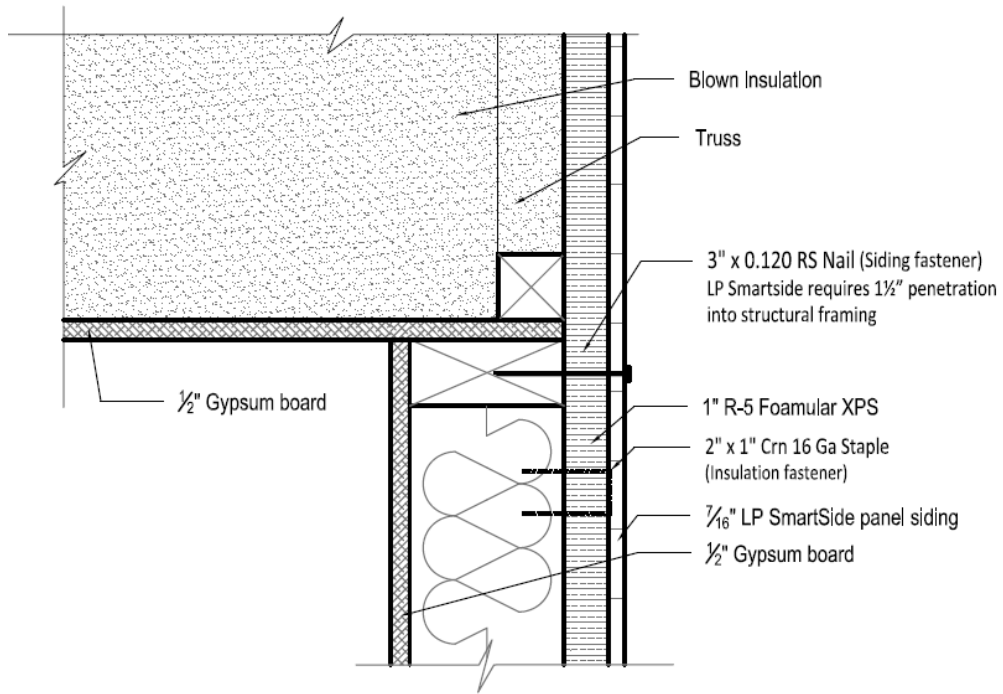 Blown Insulation
Truss
3" x 0.120 RS Nail (Siding fastener)
LP Smartside requires 1½" penetration
into structural framing
½" Gypsum board
1" R-5 Foamular XPS
2" x 1" Crn 16 Ga Staple
(Insulation fastener)
⁷⁄₁₆" LP SmartSide panel siding
½" Gypsum board